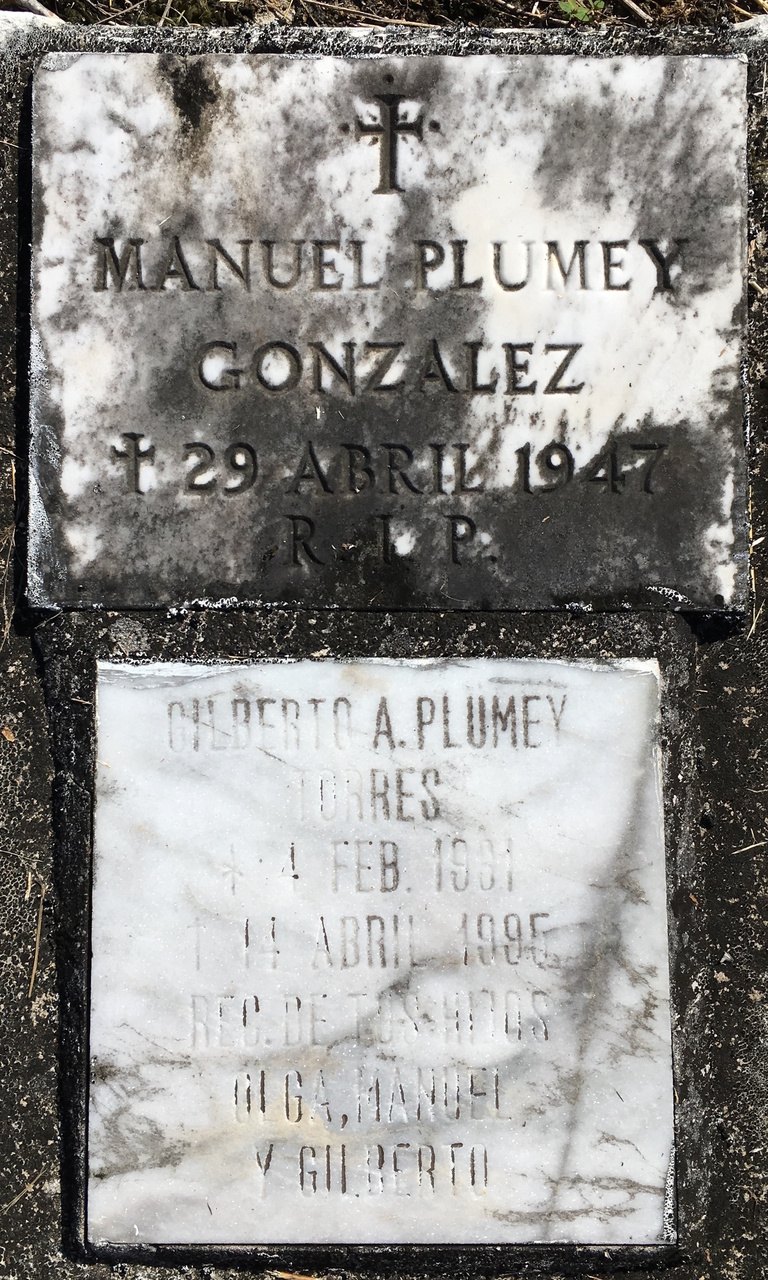 MANUEL PLUMEY
GONZALEZ
† 29 ABRIL 1947
R. I. P.
GILBERTO A. PLUMEY
TORRES
4 FEB.
† 14 ABRIL 1995
REC. DE TUS HIJOS
OLGA, MANUEL
Y GILBERTO